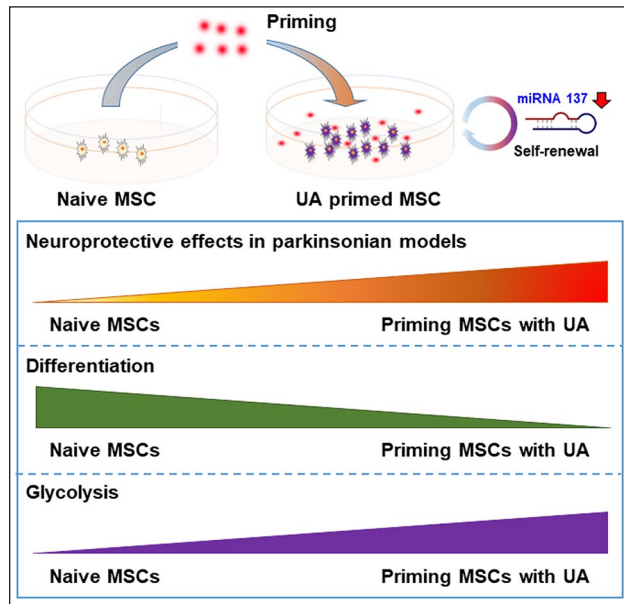 Priming
miRNA 137
Self-renewal
Naive MSC
UA primed MSC
Neuroprotective effects in parkinsonian models
Naive MSCs
Priming MSCs with UA
Differentiation
Naive MSCs
Priming MSCs with UA
Glycolysis
Naive MSCs
Priming MSCs with UA